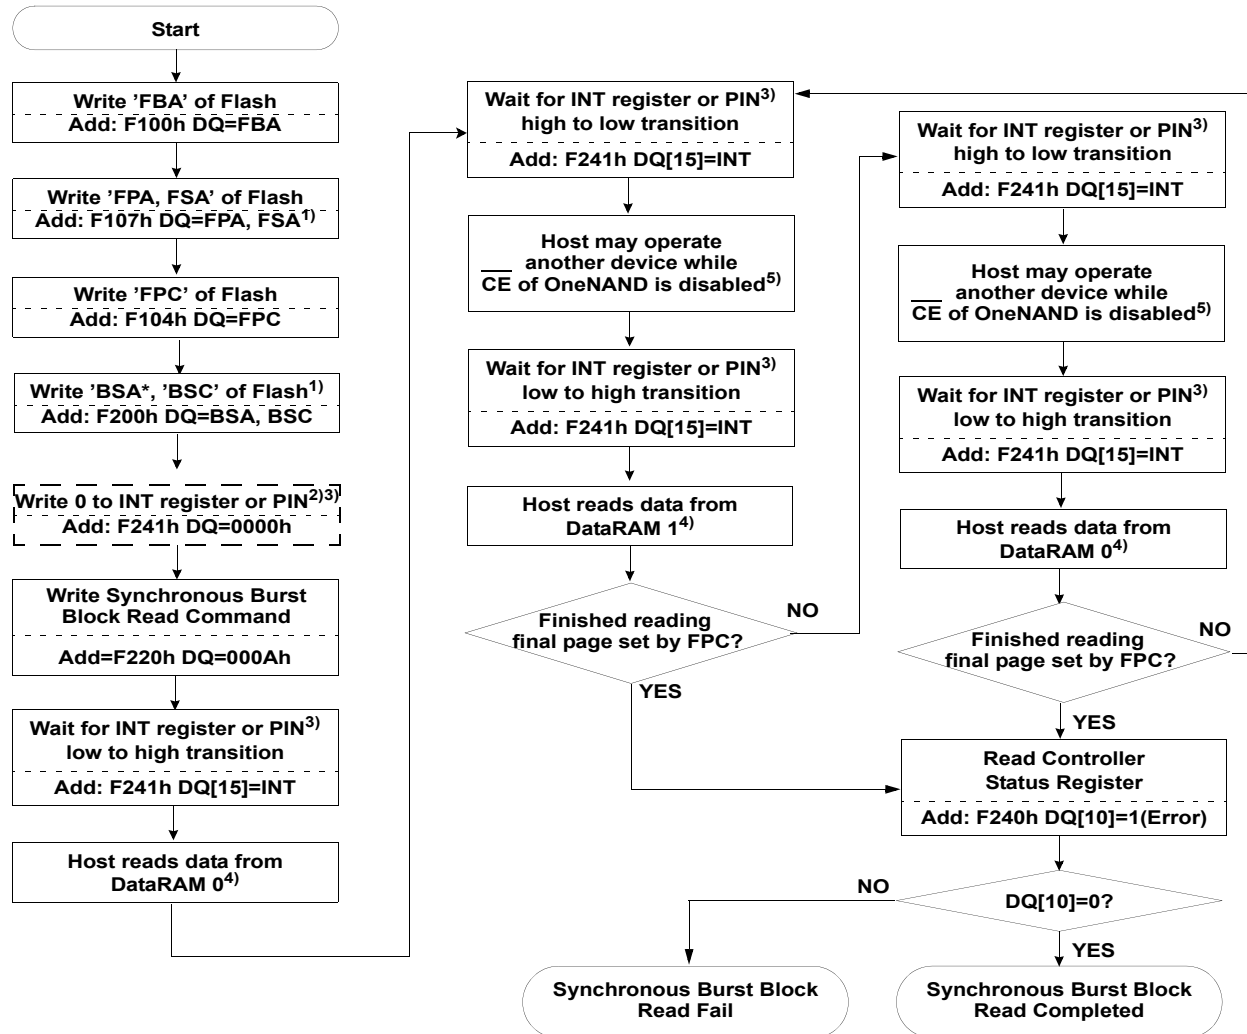 Start
Write ’FBA’ of Flash
Add: F100h DQ=FBA
Write ’FPA, FSA’ of Flash
Add: F107h DQ=FPA, FSA1)
Write ’FPC’ of Flash
Add: F104h DQ=FPC
Write ’BSA*, ’BSC’ of Flash1)
Add: F200h DQ=BSA, BSC
Write 0 to INT register or PIN2)3)
Add: F241h DQ=0000h
Write Synchronous Burst
Block Read Command
Add=F220h DQ=000Ah
Wait for INT register or PIN3)
low to high transition
Add: F241h DQ[15]=INT
Host reads data from
DataRAM 04)
Wait for INT register or PIN3)
high to low transition
Add: F241h DQ[15]=INT
Host may operate
another device while
CE of OneNAND is disabled5)
Wait for INT register or PIN3)
low to high transition
Add: F241h DQ[15]=INT
Host reads data from
DataRAM 14)
Finished reading
final page set by FPC?
NO
YES
Wait for INT register or PIN3)
high to low transition
Add: F241h DQ[15]=INT
Host may operate
another device while
CE of OneNAND is disabled5)
Wait for INT register or PIN3)
low to high transition
Add: F241h DQ[15]=INT
Host reads data from
DataRAM 04)
Finished reading
final page set by FPC?
NO
YES
Read Controller
Status Register
Add: F240h DQ[10]=1(Error)
DQ[10]=0?
NO
YES
Synchronous Burst Block
Read Fail
Synchronous Burst Block
Read Completed